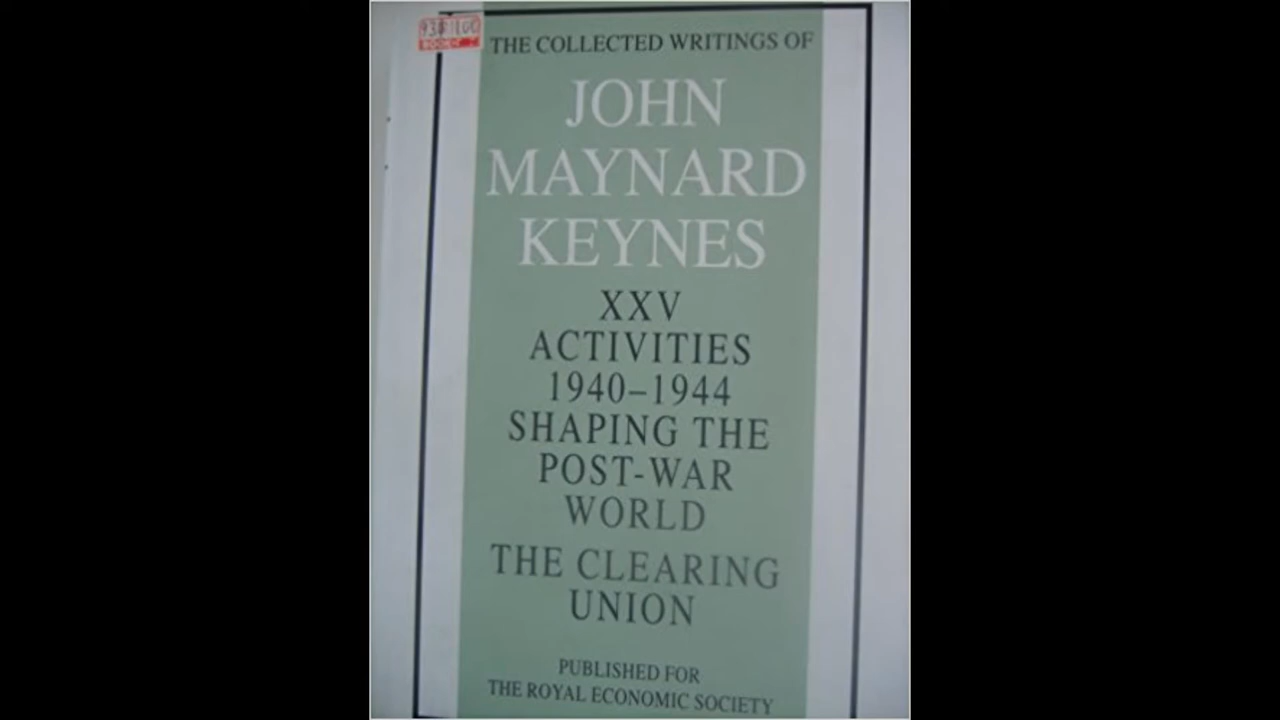 THE COLLECTED WRITINGS OF
JOHN
MAYNARD
KEYNES
XXV
ACTIVITIES
1940–1944
SHAPING THE
POST-WAR
WORLD
THE CLEARING
UNION
PUBLISHED FOR
THE ROYAL ECONOMIC SOCIETY